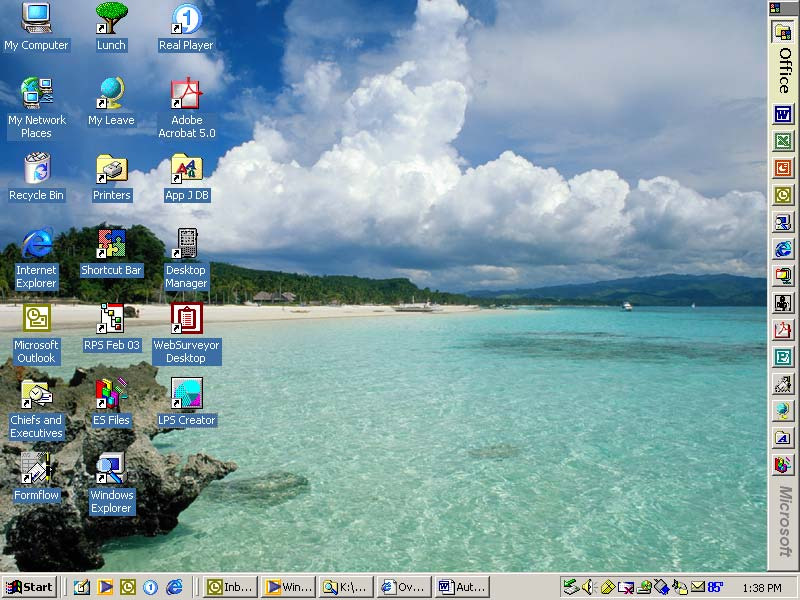 My Computer
Lunch
Real Player
My Network
Places
My Leave
Adobe
Acrobat 5.0
Recycle Bin
Printers
App J DB
Internet
Explorer
Shortcut Bar
Desktop
Manager
Microsoft
Outlook
RPS Feb 03
WebSurveyor
Desktop
Chiefs and
Executives
ES Files
LPS Creator
Formflow
Windows
Explorer
Office
Microsoft
Start
Inb...
Win...
K:\...
Ov...
Aut...
85°
1:38 PM